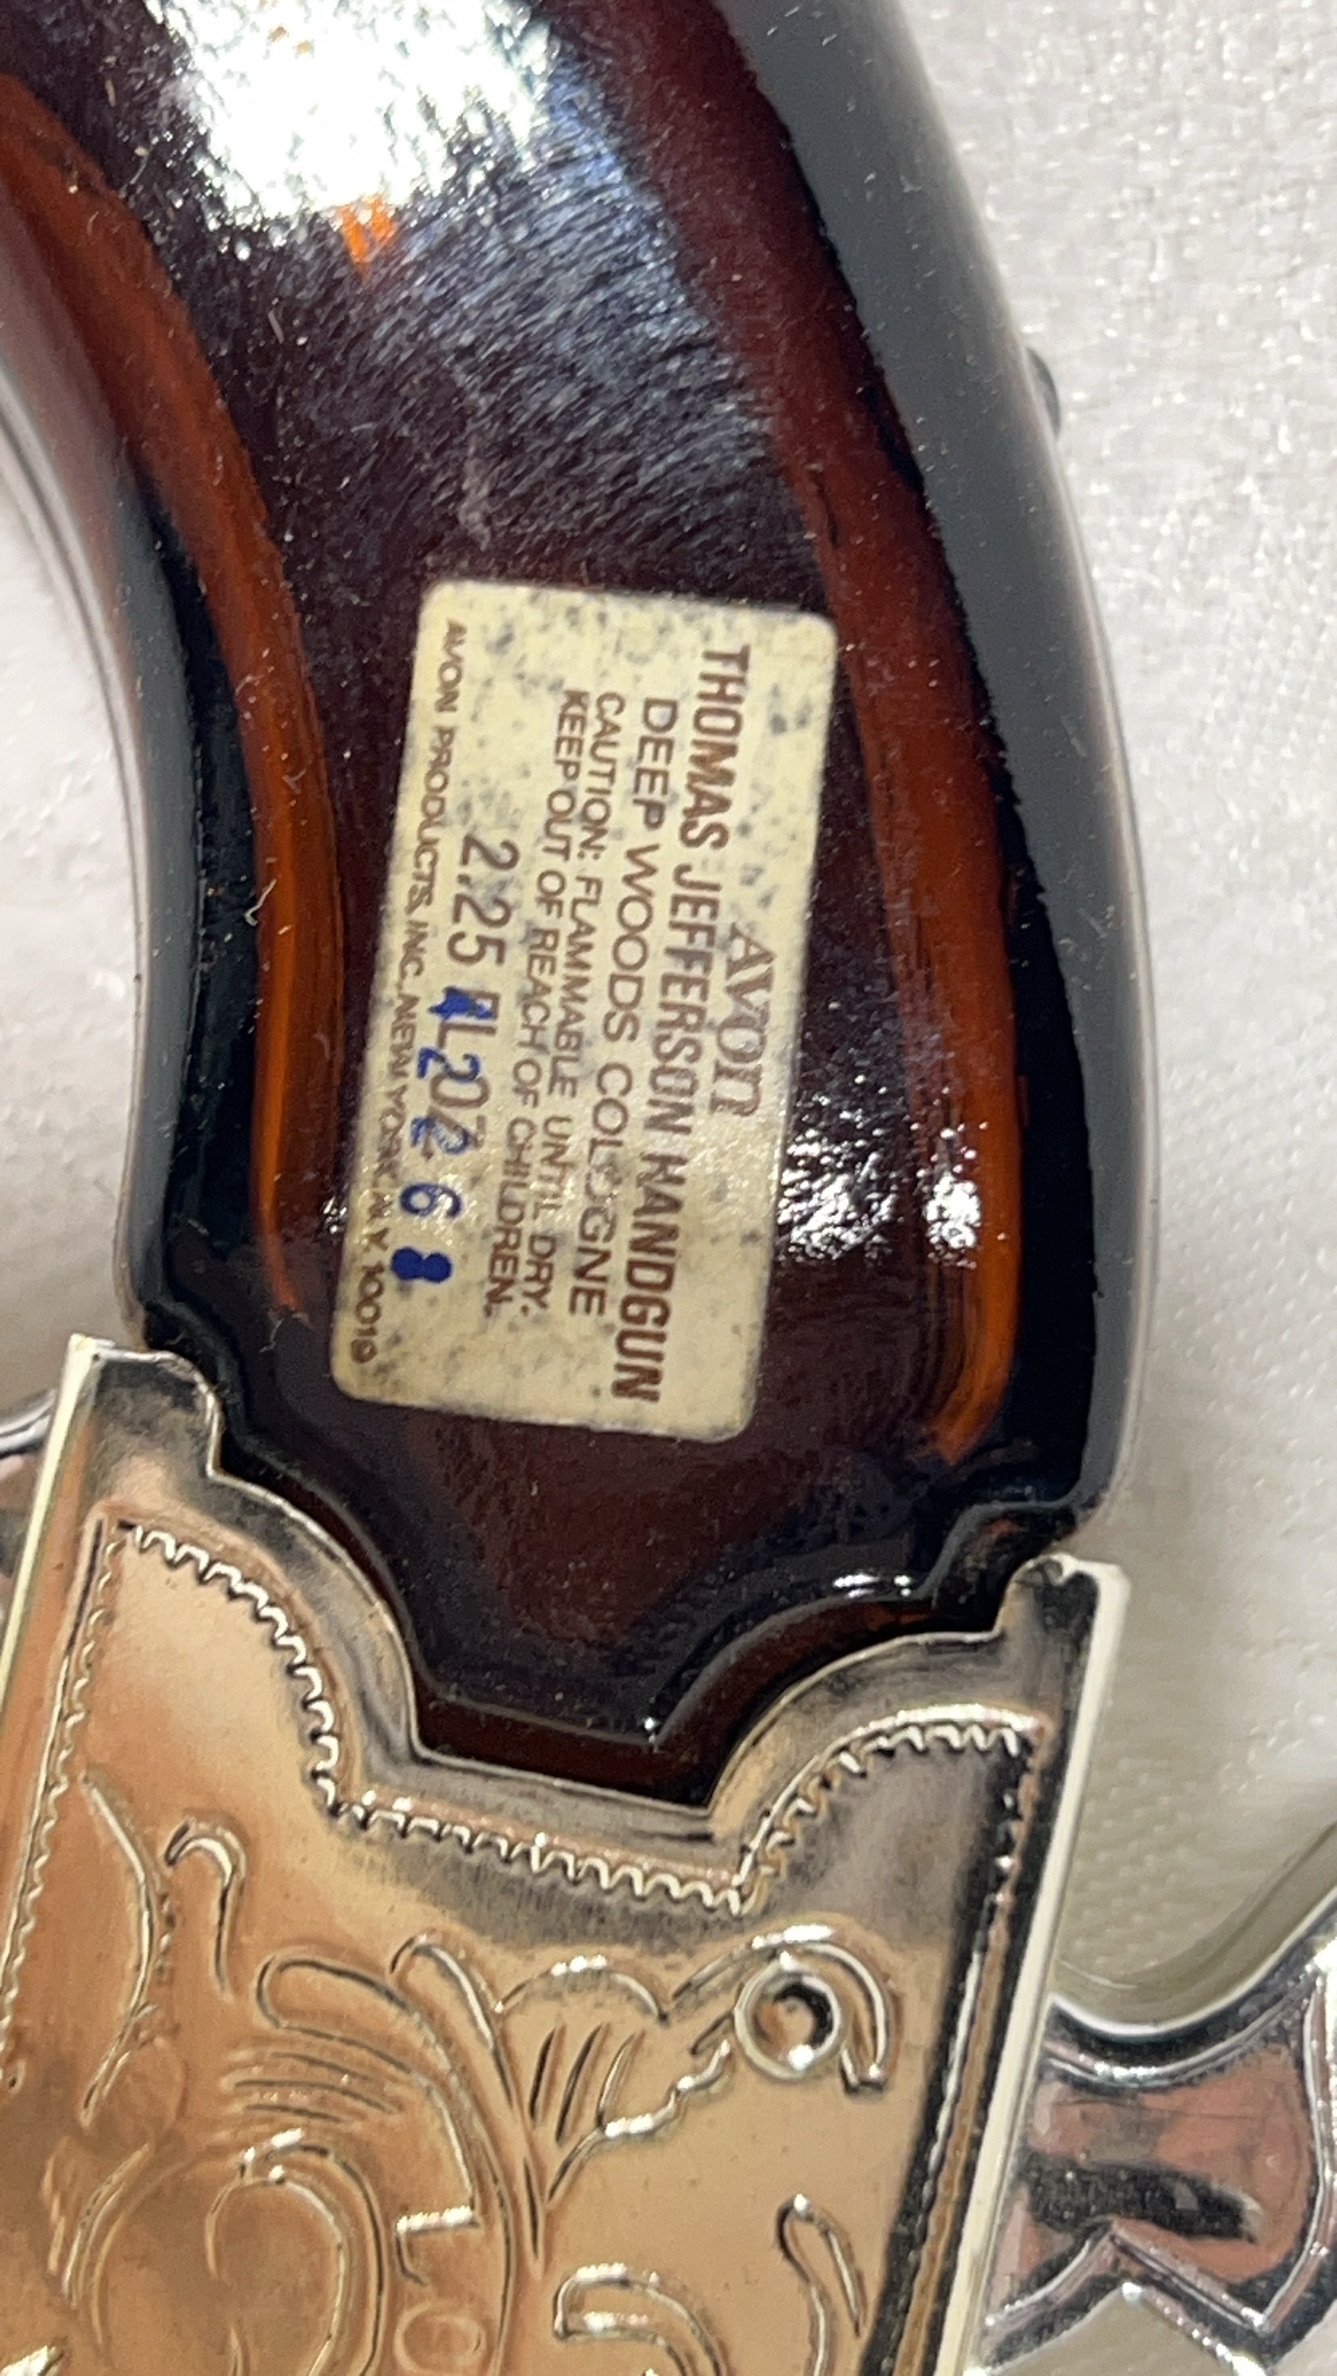 Avon
THOMAS JEFFERSON HANDGUN
DEEP WOODS COLOGNE
CAUTION: FLAMMABLE UNTIL DRY.
KEEP OUT OF REACH OF CHILDREN.
2.25 FL OZ
AVON PRODUCTS, INC., NEW YORK, N.Y. 10019